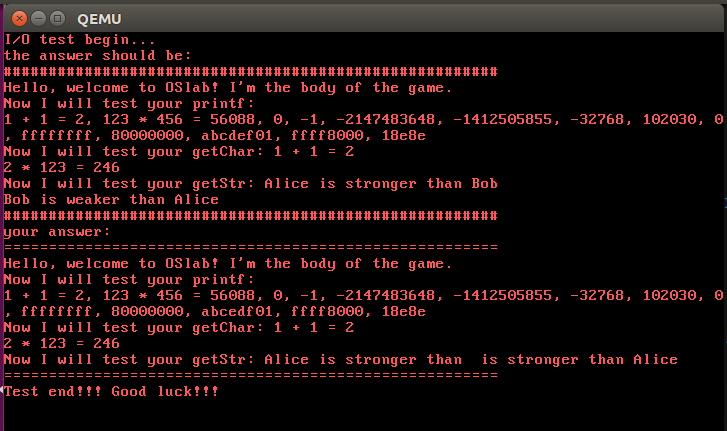 QEMU
I/O test begin...
the answer should be:
#######################################################
Hello, welcome to OSlab! I'm the body of the game.
Now I will test your printf:
1 + 1 = 2, 123 * 456 = 56088, 0, -1, -2147483648, -1412505855, -32768, 102030, 0
, ffffffff, 80000000, abcdef01, ffff8000, 18e8e
Now I will test your getChar: 1 + 1 = 2
2 * 123 = 246
Now I will test your getStr: Alice is stronger than Bob
Bob is weaker than Alice
#######################################################
your answer:
=======================================================
Hello, welcome to OSlab! I'm the body of the game.
Now I will test your printf:
1 + 1 = 2, 123 * 456 = 56088, 0, -1, -2147483648, -1412505855, -32768, 102030, 0
, ffffffff, 80000000, abcedf01, ffff8000, 18e8e
Now I will test your getChar: 1 + 1 = 2
2 * 123 = 246
Now I will test your getStr: Alice is stronger than  is stronger than Alice
=======================================================
Test end!!! Good luck!!!